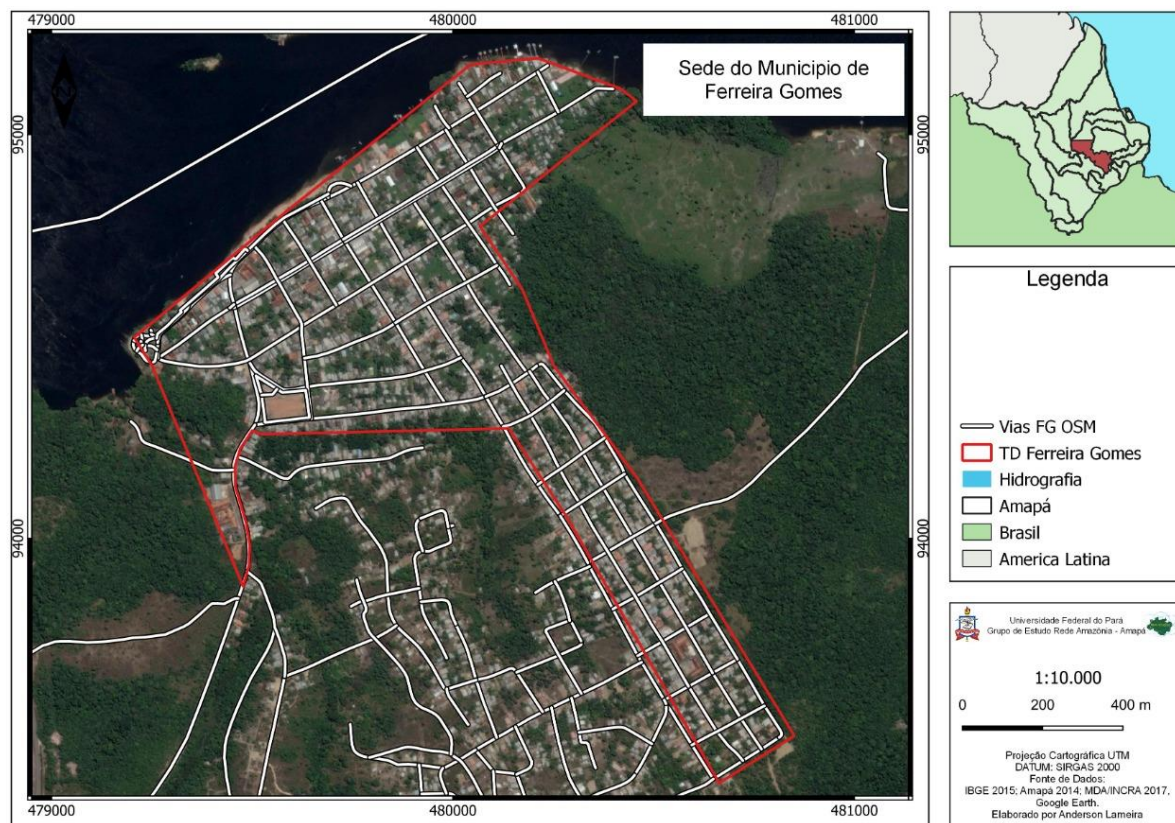 479000
480000
481000
Sede do Municipio de
Ferreira Gomes
95000
95000
94000
94000
479000
480000
481000
Legenda
Vias FG OSM
TD Ferreira Gomes
Hidrografia
Amapá
Brasil
America Latina
Universidade Federal do Pará
Grupo de Estudo Rede Amazônia - Amapá
1:10.000
0 200 400 m
Projeção Cartográfica UTM
DATUM: SIRGAS 2000
Fonte de Dados:
IBGE 2015; Amapá 2014; MDA/INCRA 2017,
Google Earth.
Elaborado por Anderson Lameira